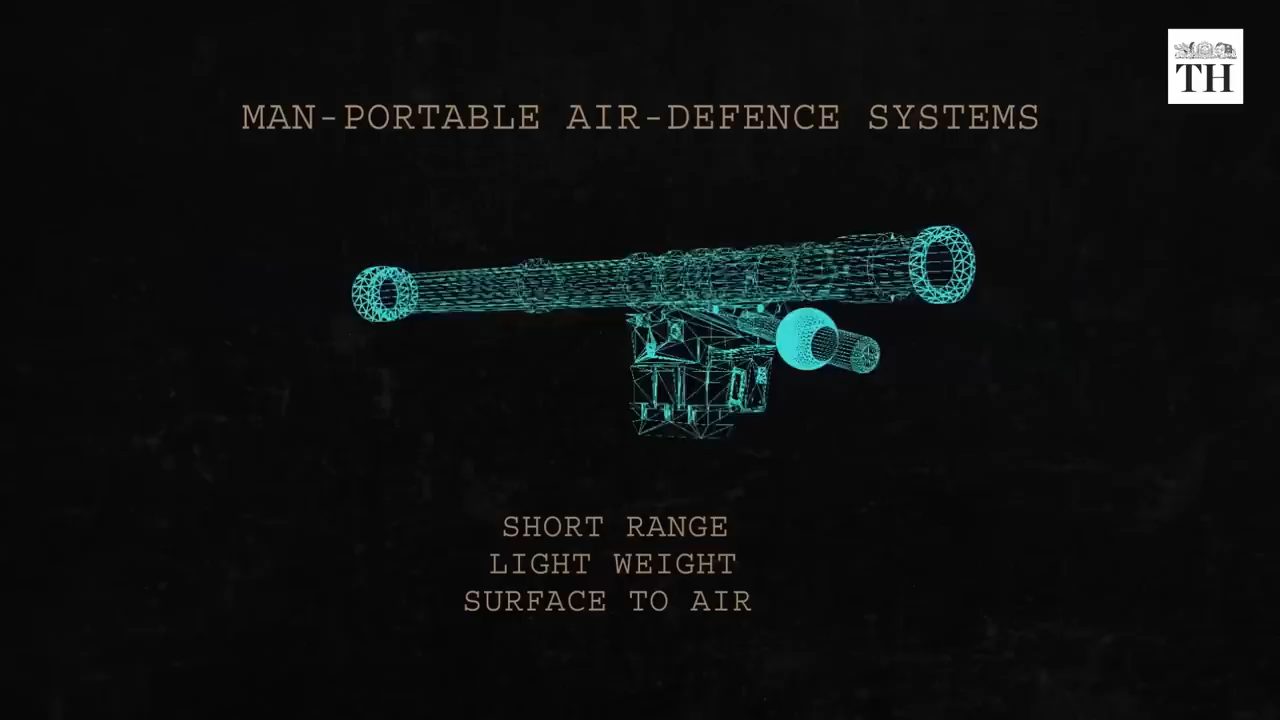 TH
MAN-PORTABLE AIR-DEFENCE SYSTEMS
SHORT RANGE
LIGHT WEIGHT
SURFACE TO AIR